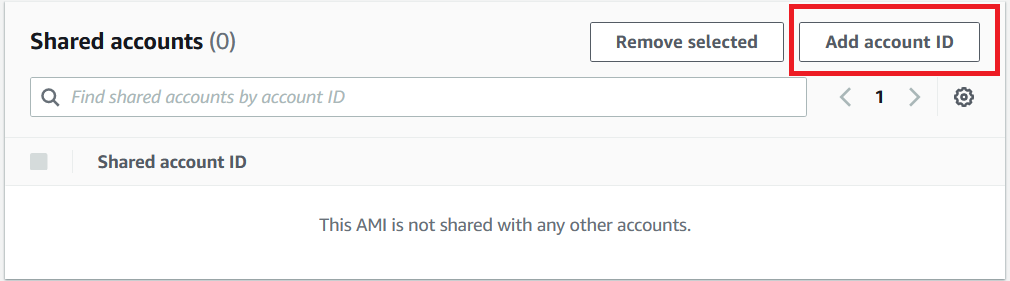 Shared accounts (0)
Remove selected
Add account ID
Find shared accounts by account ID
1
Shared account ID
This AMI is not shared with any other accounts.